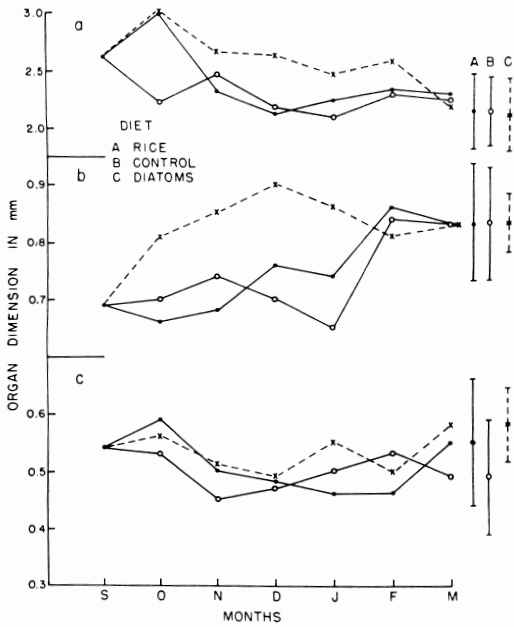 3.0
a
A B C
2.5
2.0
DIET
A RICE
B CONTROL
C DIATOMS
b
0.9
0.8
0.7
ORGAN DIMENSION IN mm
c
0.6
0.5
0.4
0.3
S O N D J F M
MONTHS